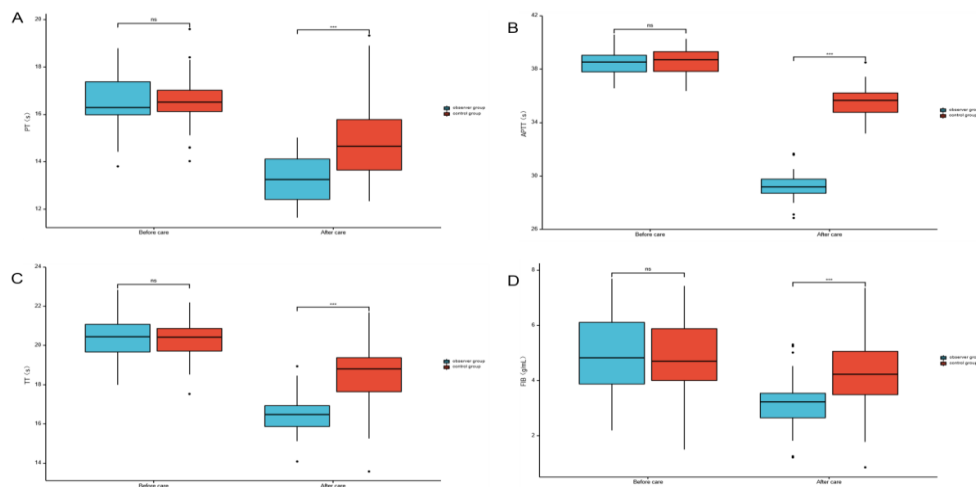 A
20
18
16
14
12
PT (s)
ns
***
Before care
After care
observer group
control group
B
42
38
34
30
26
APTT (s)
ns
***
Before care
After care
observer group
control group
C
24
22
20
18
16
14
TT (s)
ns
***
Before care
After care
observer group
control group
D
8
6
4
2
FIB (g/mL)
ns
***
Before care
After care
observer group
control group